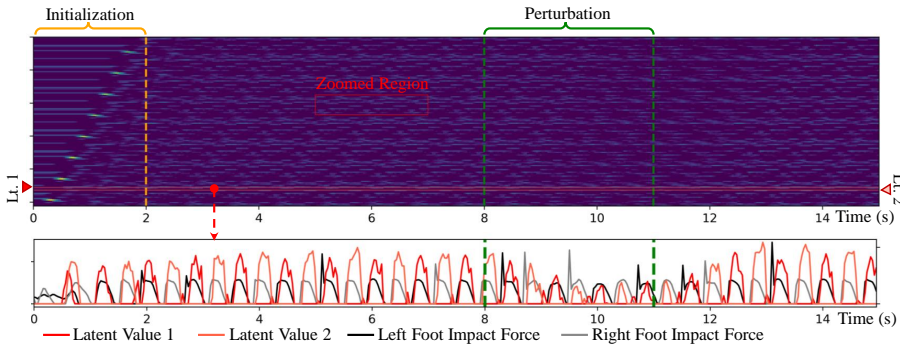 Initialization
Perturbation
Zoomed Region
Lt. 1
Lt. 2
0 2 4 6 8 10 12 14 Time (s)
0 2 4 6 8 10 12 14 Time (s)
Latent Value 1 Latent Value 2 Left Foot Impact Force Right Foot Impact Force